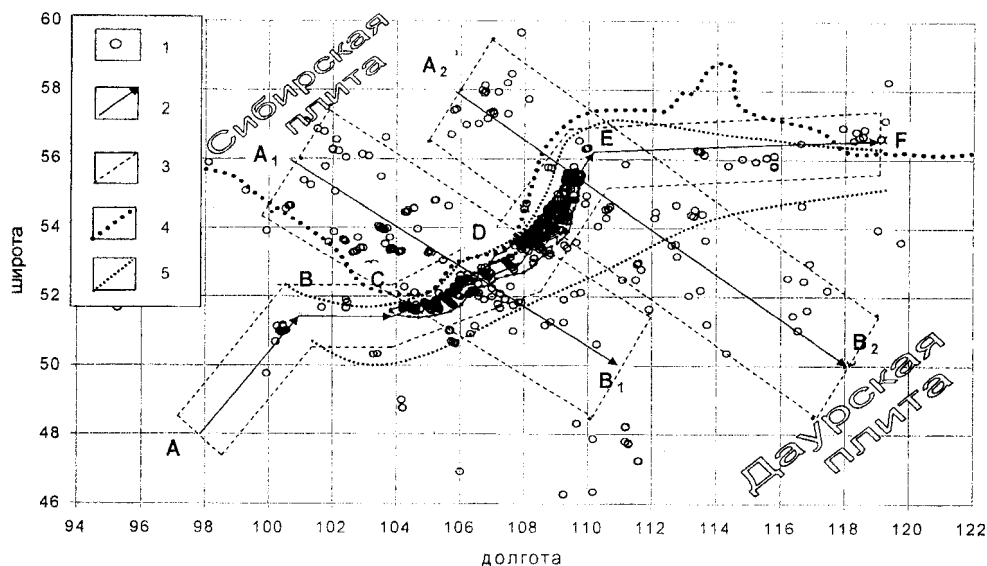 60
58
56
54
52
50
48
46
широта
1
2
3
4
5
Сибирская
плита
A₂
A₁
E
F
D
B
C
B₂
B₁
A
Даурская
плита
94 96 98 100 102 104 106 108 110 112 114 116 118 120 122
долгота